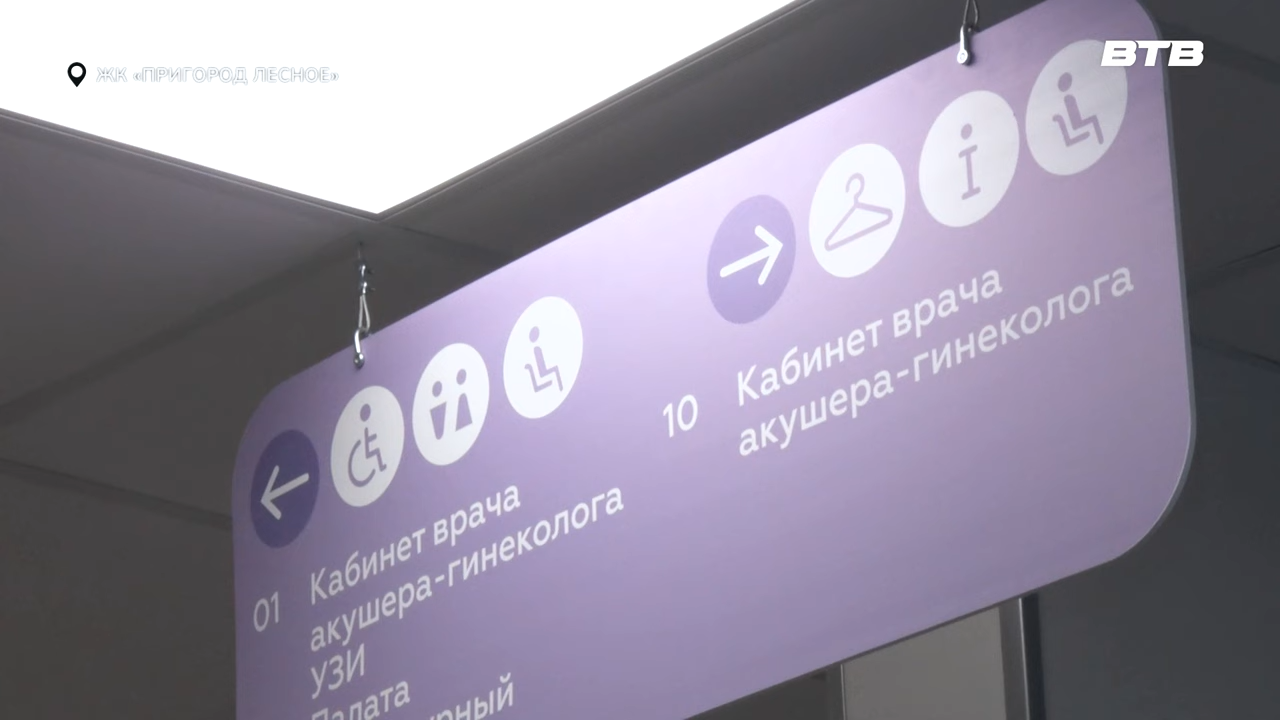 ЖК «ПРИГОРОД ЛЕСНОЕ»
ВТВ
10 Кабинет врача
акушера-гинеколога
01 Кабинет врача
акушера-гинеколога
УЗИ
Палата